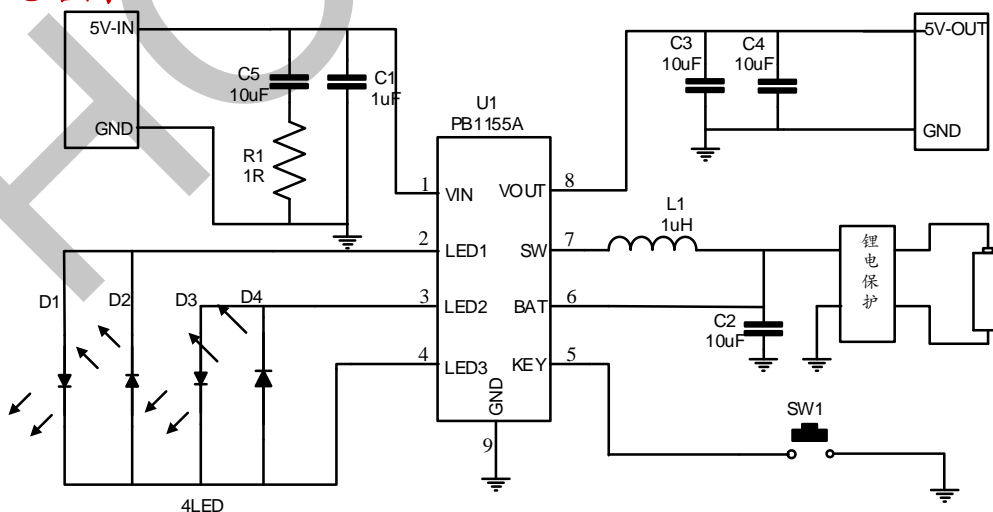 5V-IN
GND
C5
10uF
C1
1uF
R1
1R
U1
PB1155A
C3
10uF
C4
10uF
5V-OUT
GND
1
VIN
VOUT
8
2
LED1
SW
7
L1
1uH
3
LED2
BAT
6
C2
10uF
4
LED3
KEY
5
GND
9
锂
电
保
护
D1
D2
D3
D4
4LED
SW1